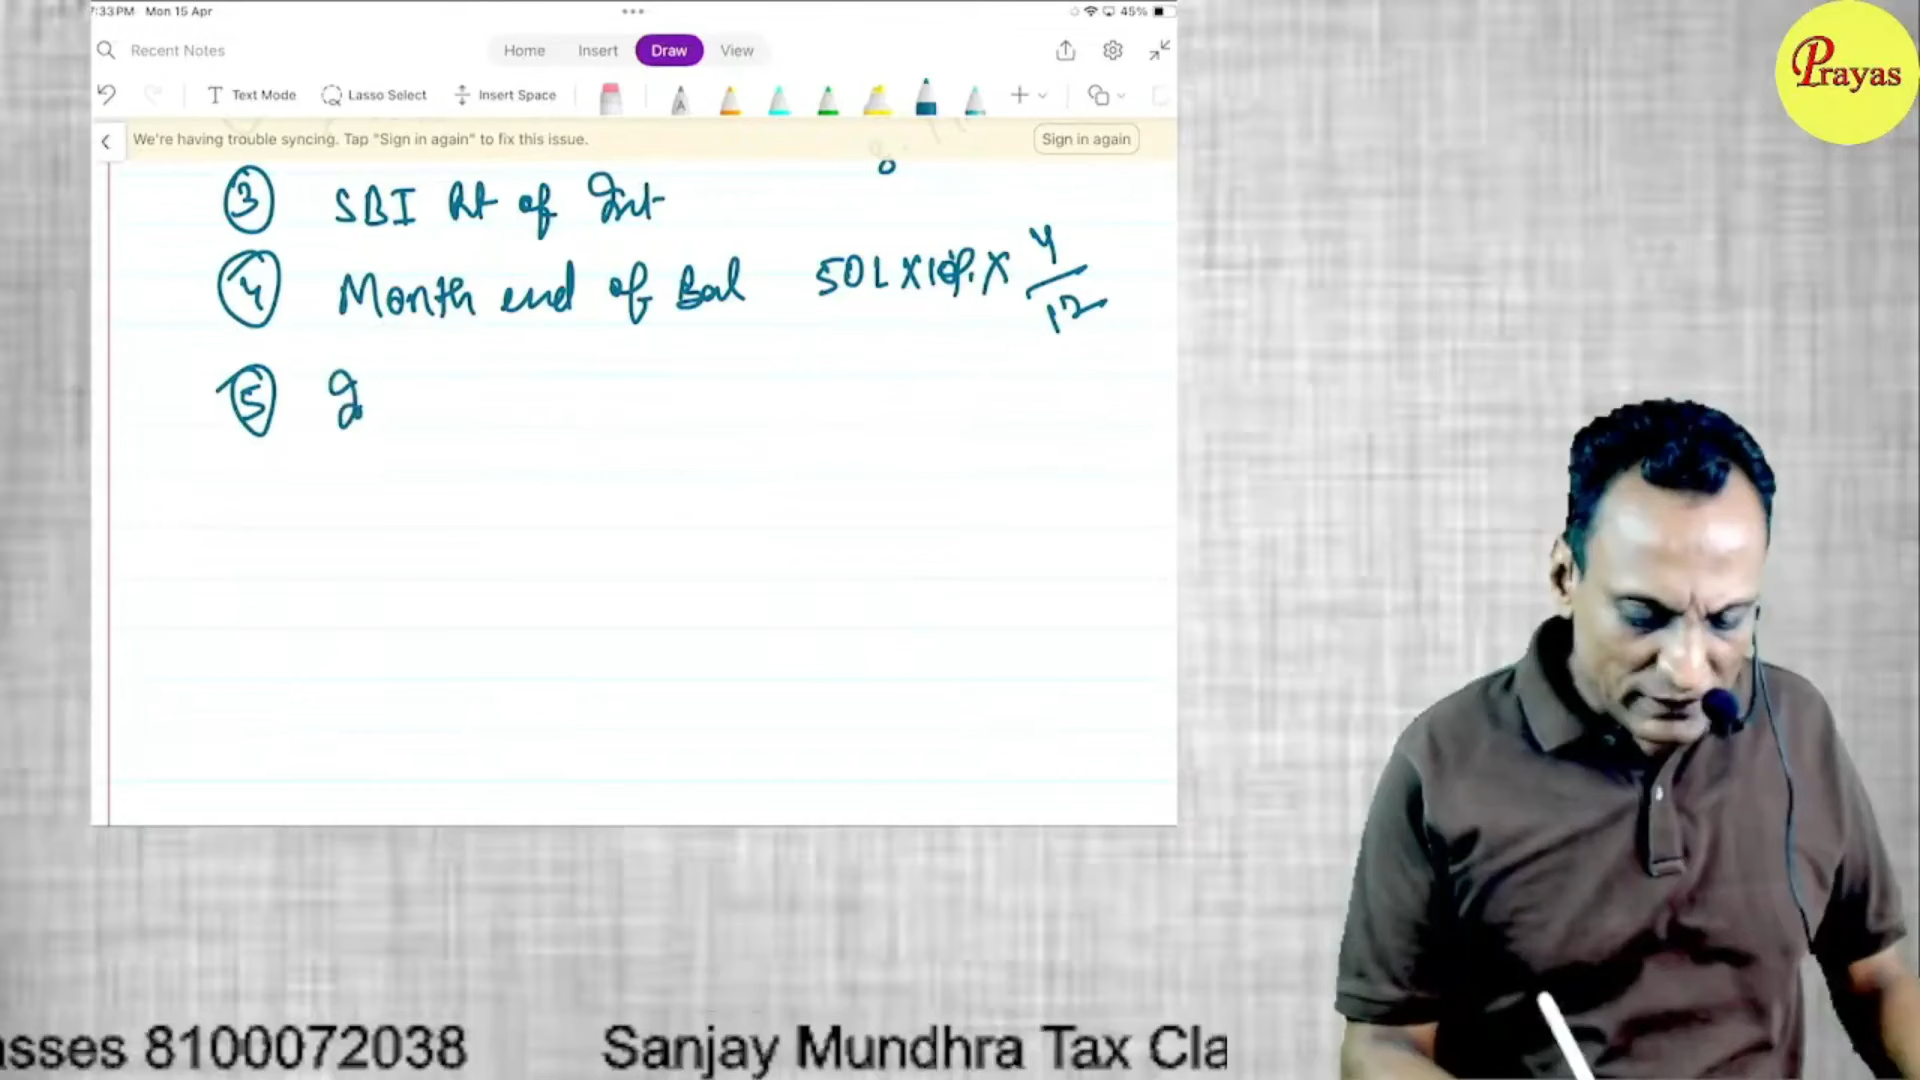 7:33 PM Mon 15 Apr
45%
Prayas
Recent Notes
Home Insert Draw View
Text Mode Lasso Select Insert Space
We're having trouble syncing. Tap "Sign in again" to fix this issue.
Sign in again
③ SBI Rt of Int
④ Month end of Bal 50L X 10% X 4/12
⑤ I
asses 8100072038 Sanjay Mundhra Tax Cla